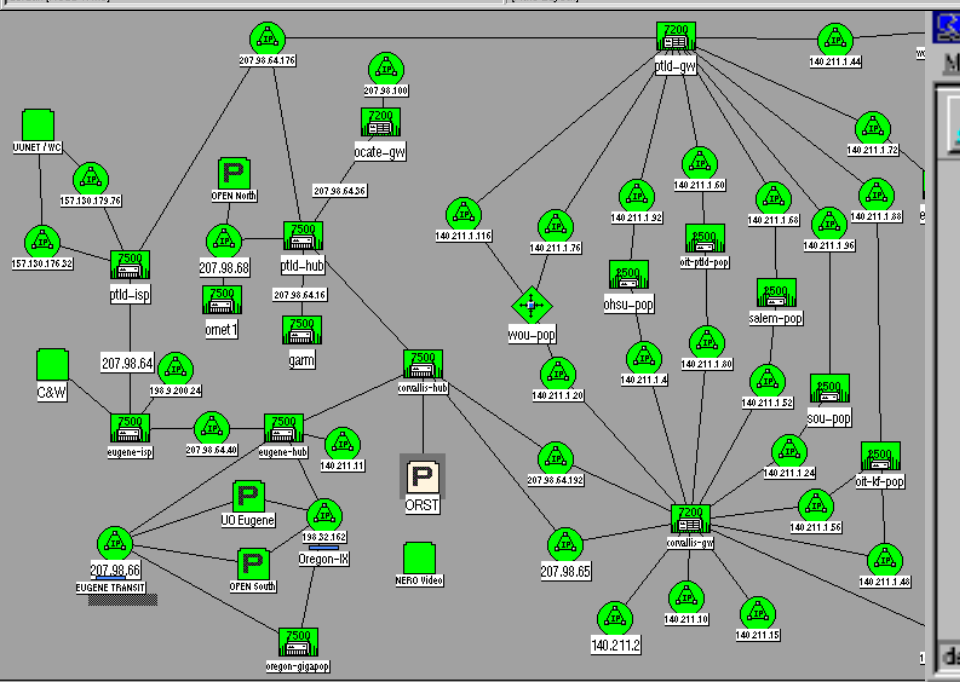 7200
ptld-gw
207.98.64.176
140.211.1.44
207.98.100
7200
ocate-gw
UUNET / WC
157.130.179.76
P
OPEN North
207.98.64.36
140.211.1.72
140.211.1.60
140.211.1.92
140.211.1.68
140.211.1.88
140.211.1.116
140.211.1.76
140.211.1.96
157.130.176.32
7500
ptld-isp
207.98.68
7500
ptld-hub
2500
oit-ptld-pop
7500
ornet1
207.98.64.16
2500
ohsu-pop
2500
salem-pop
7500
garm
wou-pop
207.98.64
198.9.200.24
C&W
7500
corvallis-hub
140.211.1.20
140.211.1.4
140.211.1.80
140.211.1.52
2500
sou-pop
7500
eugene-isp
207.98.64.40
7500
eugene-hub
140.211.11
207.98.64.192
140.211.1.24
2500
oit-kf-pop
P
ORST
P
UO Eugene
198.32.162
Oregon-IX
7200
corvallis-gw
140.211.1.56
207.98.66
EUGENE TRANSIT
P
OPEN South
NERO Video
207.98.65
140.211.1.48
140.211.2
140.211.10
140.211.15
7500
oregon-gigapop